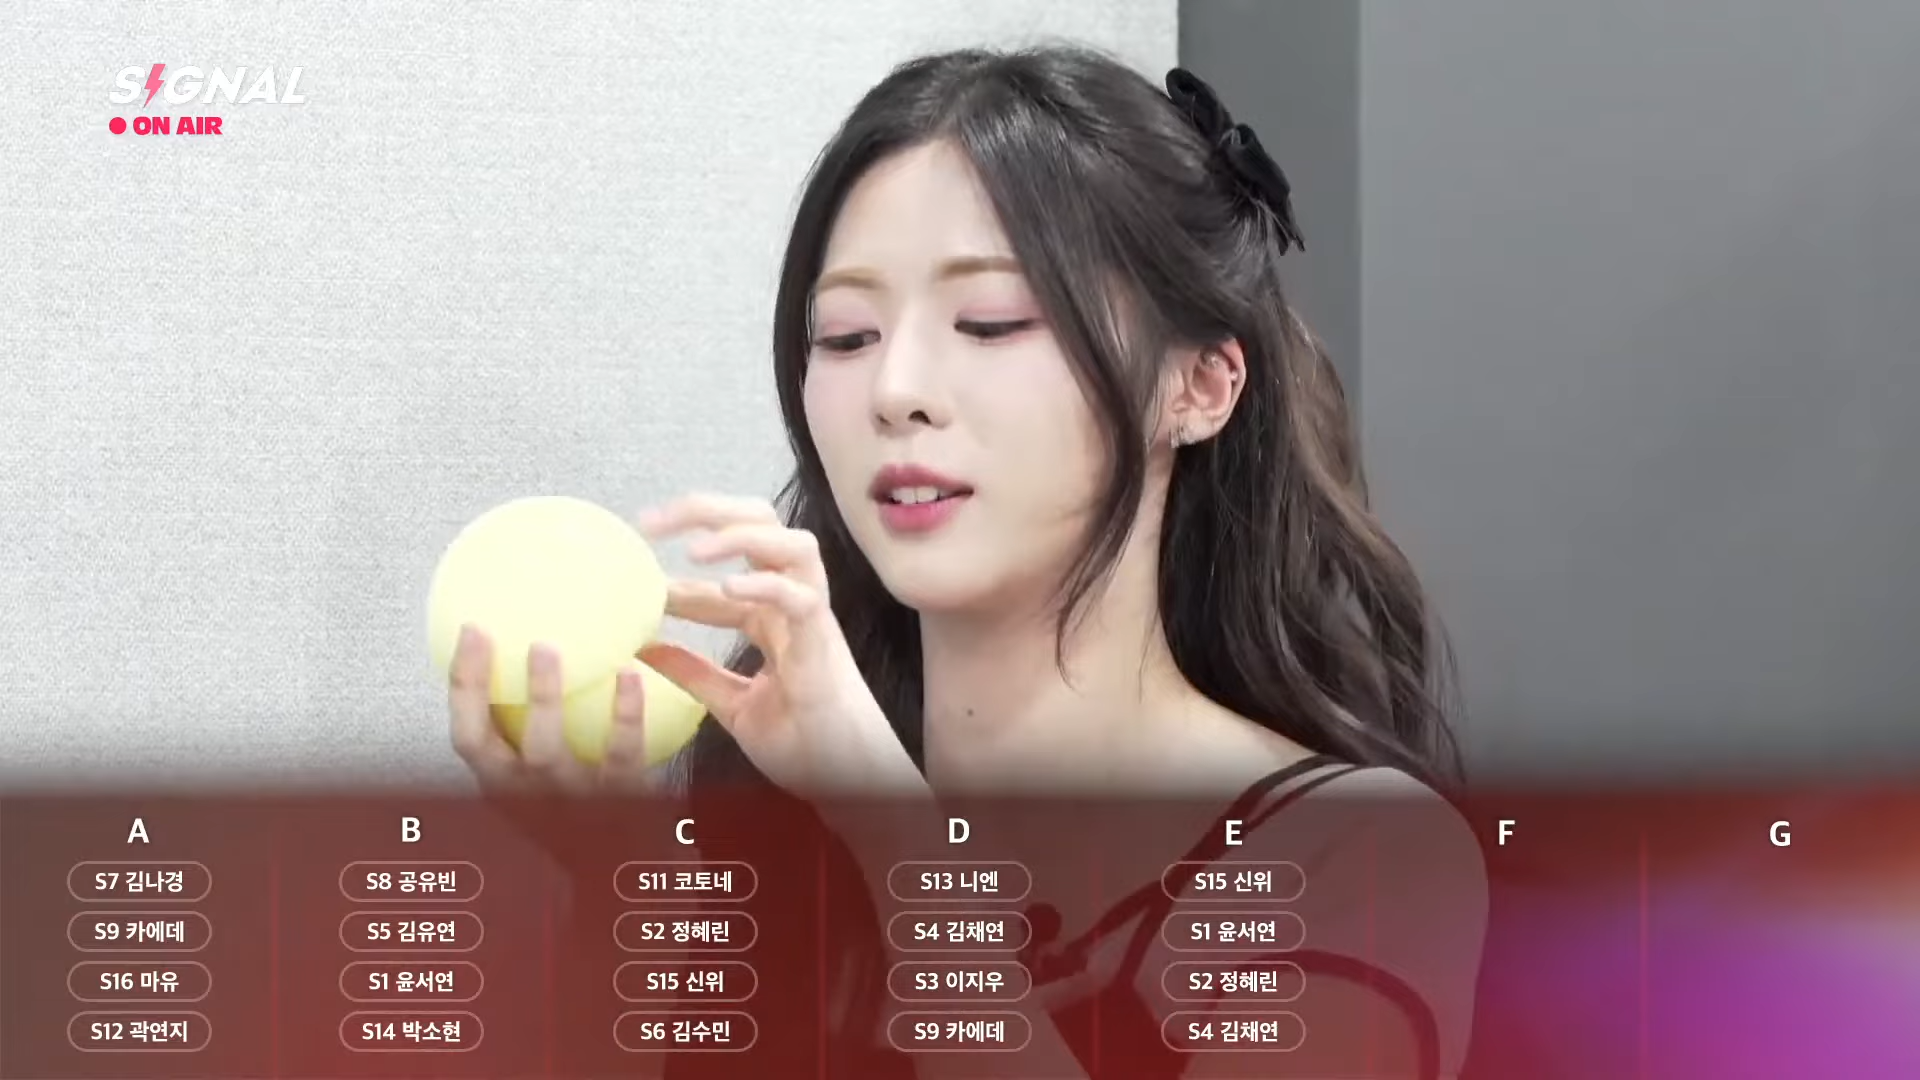 SIGNAL
ON AIR
A
S7 김나경
S9 카에데
S16 마유
S12 곽연지
B
S8 공유빈
S5 김유연
S1 윤서연
S14 박소현
C
S11 코토네
S2 정혜린
S15 신위
S6 김수민
D
S13 니엔
S4 김채연
S3 이지우
S9 카에데
E
S15 신위
S1 윤서연
S2 정혜린
S4 김채연
F
G